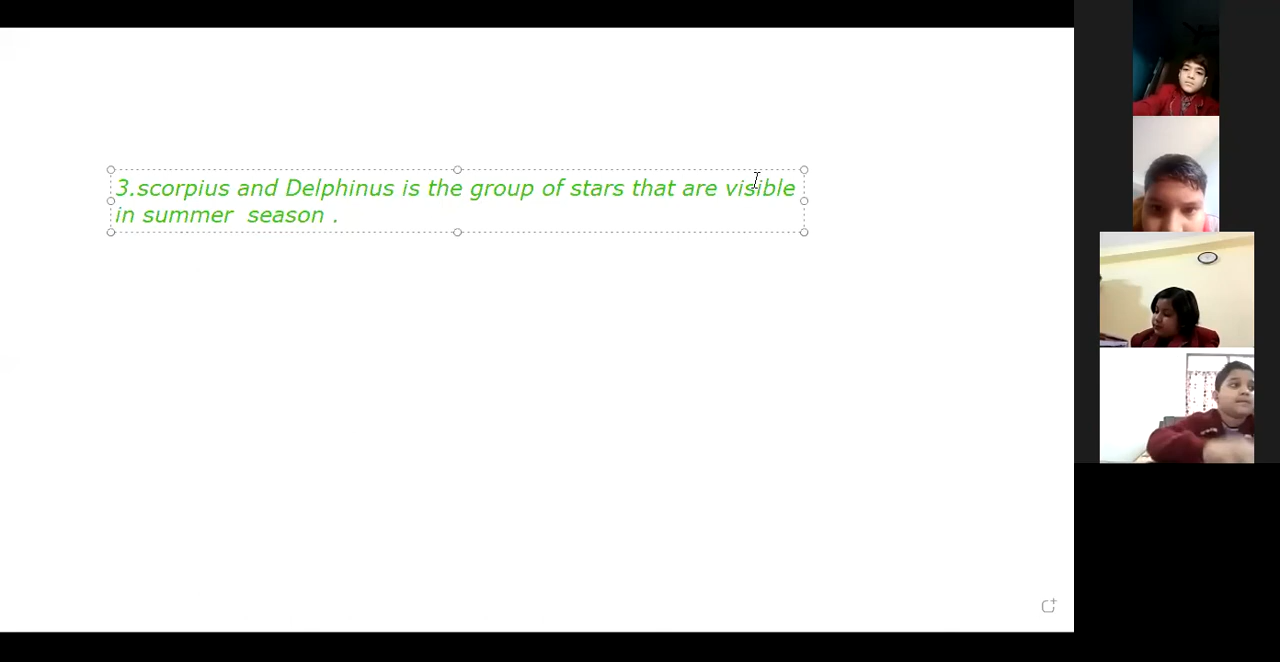 3.scorpius and Delphinus is the group of stars that are visible
in summer  season .